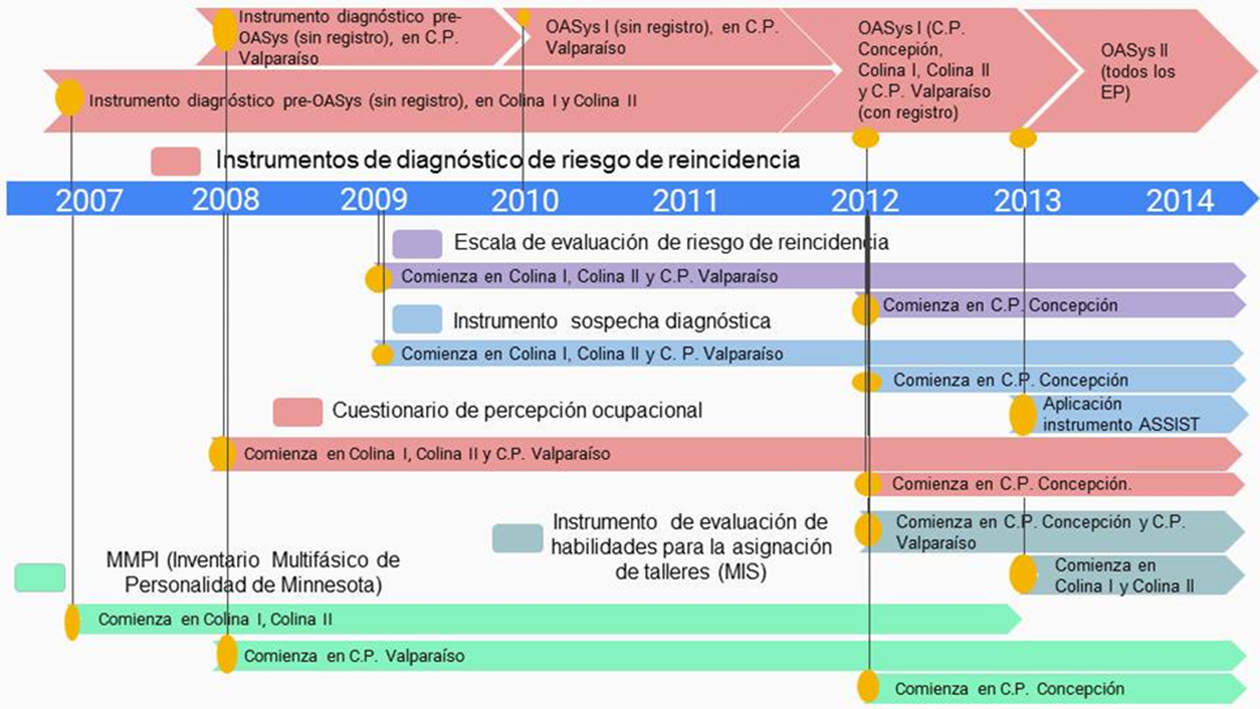 Instrumento diagnóstico pre-
OASys (sin registro), en C.P.
Valparaíso
OASys I (sin registro), en C.P.
Valparaíso
OASys I (C.P.
Concepión,
Colina I, Colina II
y C.P. Valparaíso
(con registro)
OASys II
(todos los
EP)
Instrumento diagnóstico pre-OASys (sin registro), en Colina I y Colina II
Instrumentos de diagnóstico de riesgo de reincidencia
2007 2008 2009 2010 2011 2012 2013 2014
Escala de evaluación de riesgo de reincidencia
Comienza en Colina I, Colina II y C.P. Valparaíso
Comienza en C.P. Concepción
Instrumento sospecha diagnóstica
Comienza en Colina I, Colina II y C. P. Valparaíso
Comienza en C.P. Concepción
Aplicación
instrumento ASSIST
Cuestionario de percepción ocupacional
Comienza en Colina I, Colina II y C.P. Valparaíso
Comienza en C.P. Concepción.
Instrumento de evaluación de
habilidades para la asignación
de talleres (MIS)
Comienza en C.P. Concepción y C.P.
Valparaíso
Comienza en
Colina I y Colina II
MMPI (Inventario Multifásico de
Personalidad de Minnesota)
Comienza en Colina I, Colina II
Comienza en C.P. Valparaíso
Comienza en C.P. Concepción